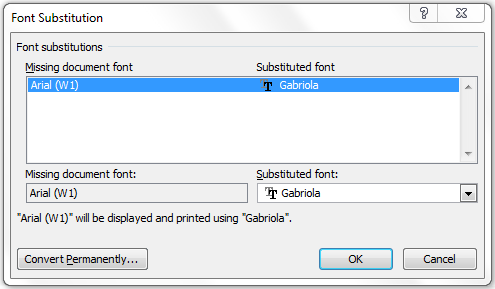 Font Substitution
Font substitutions
Missing document font Substituted font
Arial (W1) Gabriola
Missing document font: Substituted font:
Arial (W1) Gabriola
"Arial (W1)" will be displayed and printed using "Gabriola".
Convert Permanently... OK Cancel